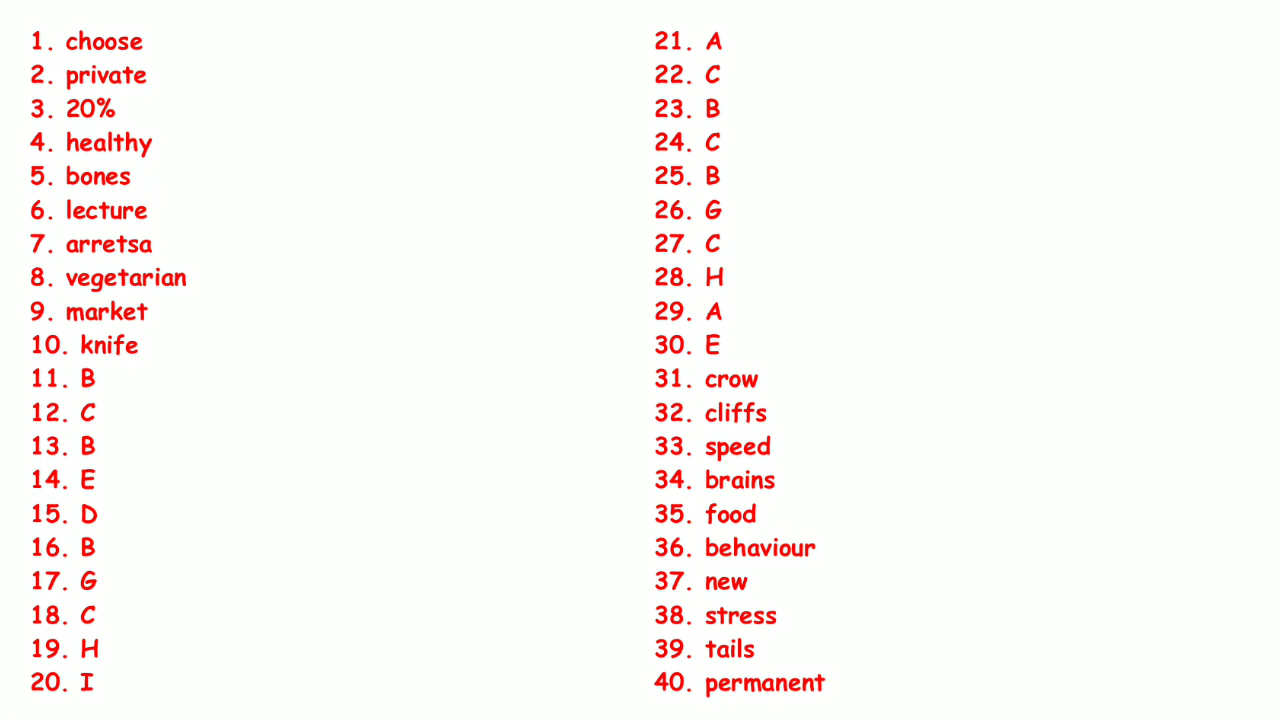 1. choose
2. private
3. 20%
4. healthy
5. bones
6. lecture
7. arretsa
8. vegetarian
9. market
10. knife
11. B
12. C
13. B
14. E
15. D
16. B
17. G
18. C
19. H
20. I
21. A
22. C
23. B
24. C
25. B
26. G
27. C
28. H
29. A
30. E
31. crow
32. cliffs
33. speed
34. brains
35. food
36. behaviour
37. new
38. stress
39. tails
40. permanent